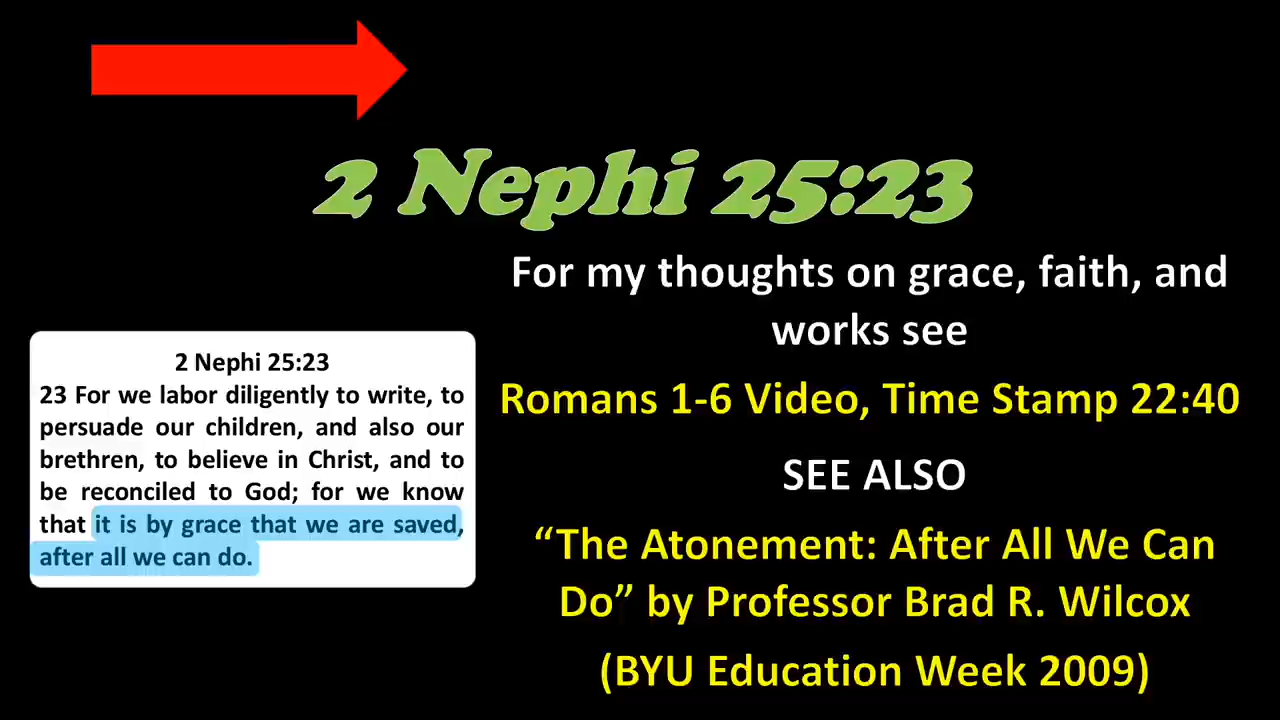 2 Nephi 25:23
For my thoughts on grace, faith, and
works see
Romans 1-6 Video, Time Stamp 22:40
SEE ALSO
“The Atonement: After All We Can
Do” by Professor Brad R. Wilcox
(BYU Education Week 2009)
2 Nephi 25:23
23 For we labor diligently to write, to
persuade our children, and also our
brethren, to believe in Christ, and to
be reconciled to God; for we know
that it is by grace that we are saved,
after all we can do.